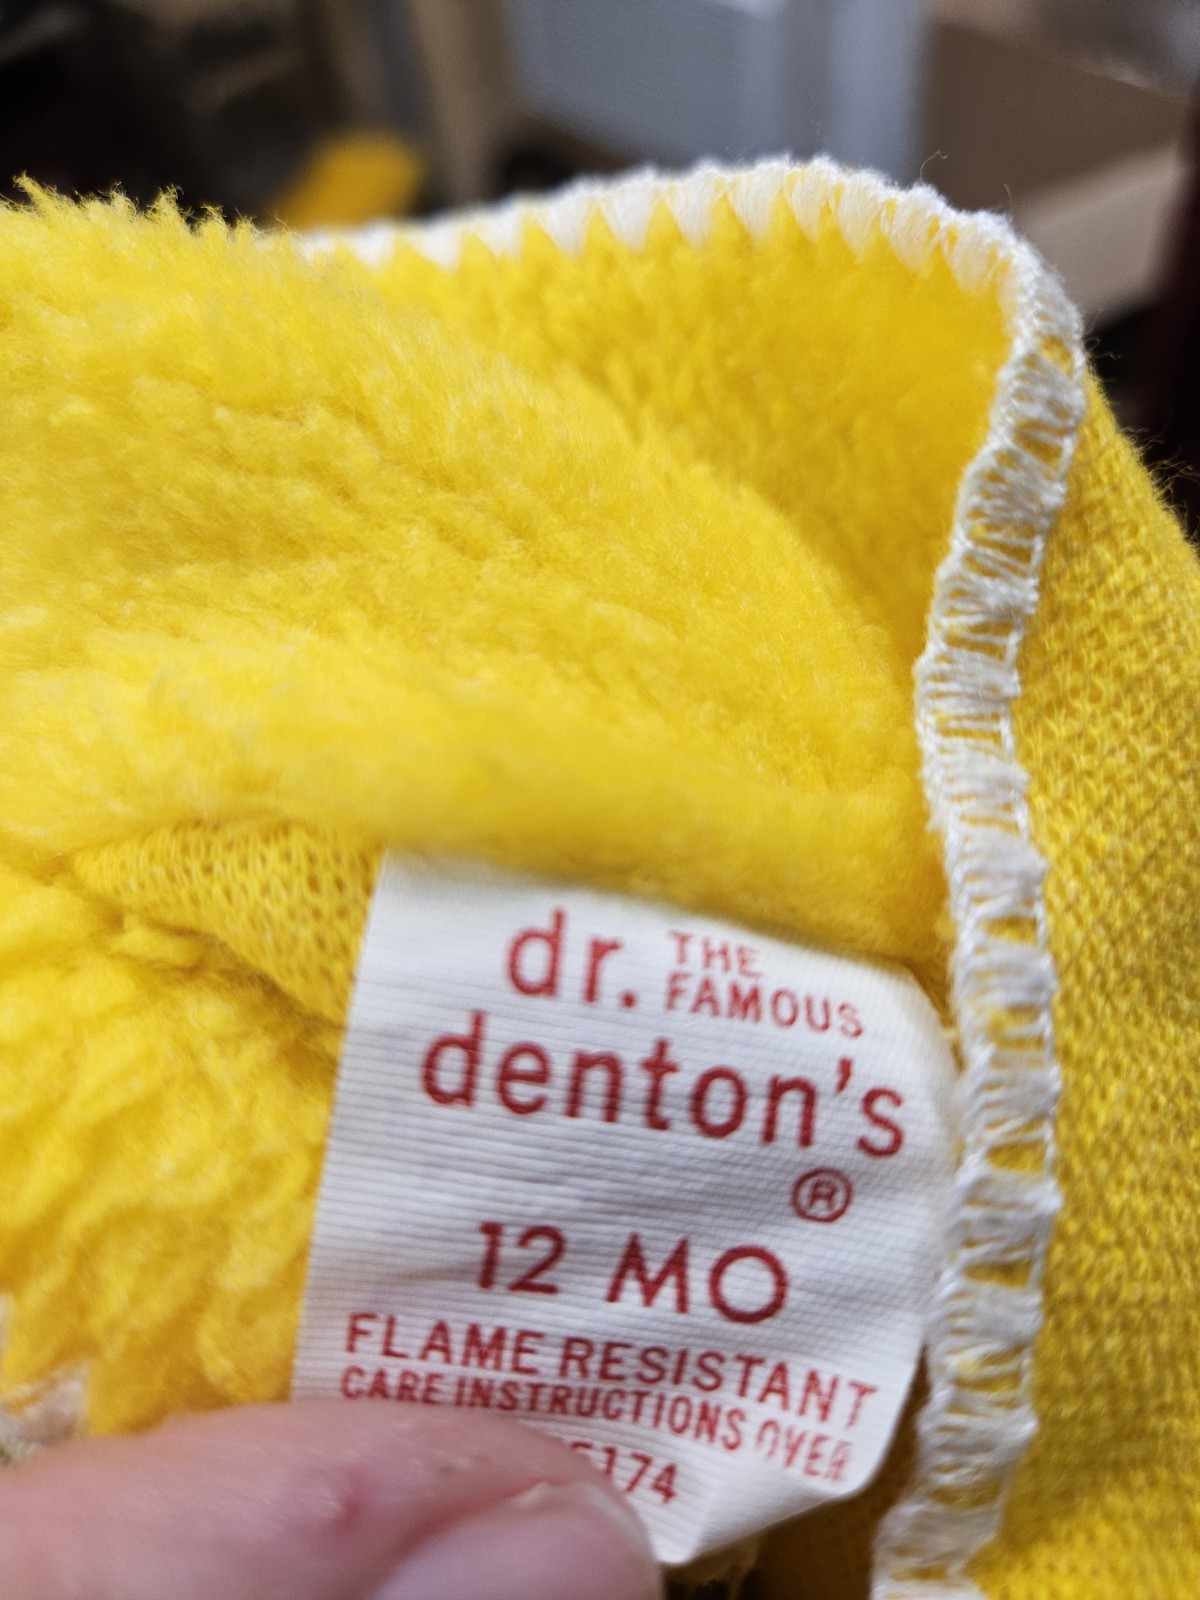 dr. THE FAMOUS
denton's
®
12 MO
FLAME RESISTANT
CARE INSTRUCTIONS OVER